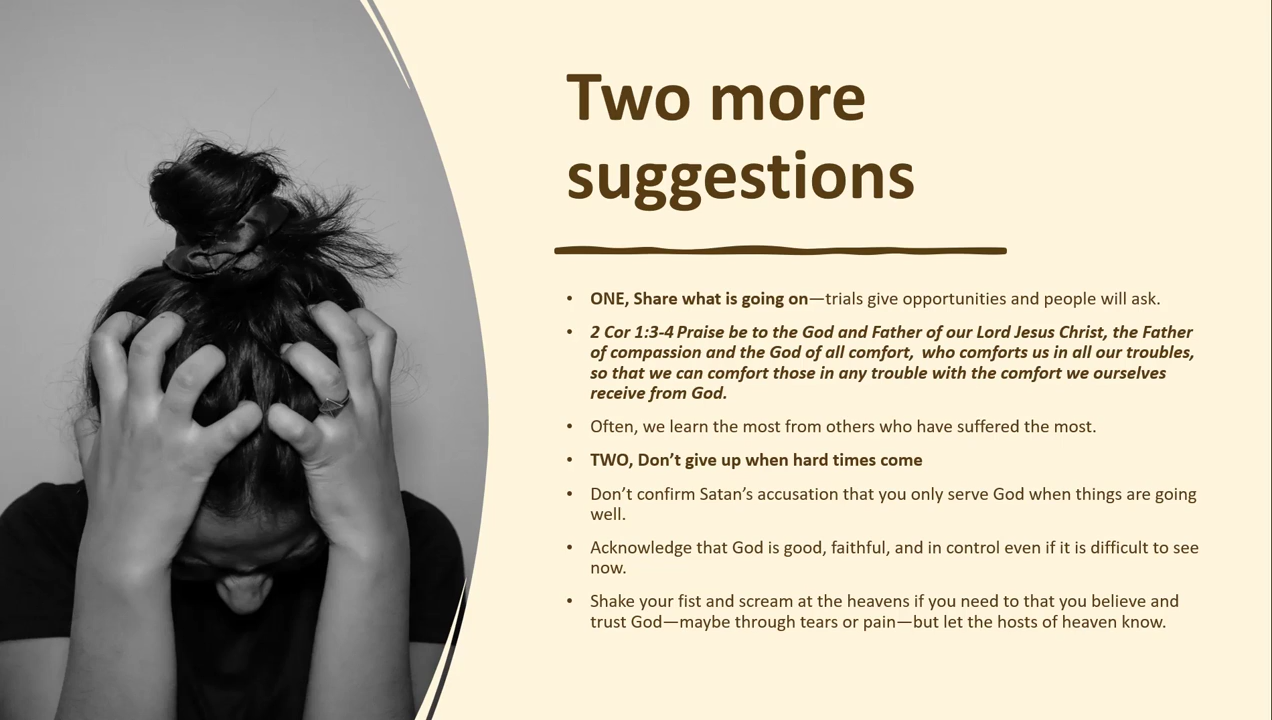 Two more
suggestions
• ONE, Share what is going on—trials give opportunities and people will ask.
• 2 Cor 1:3-4 Praise be to the God and Father of our Lord Jesus Christ, the Father
of compassion and the God of all comfort,  who comforts us in all our troubles,
so that we can comfort those in any trouble with the comfort we ourselves
receive from God.
• Often, we learn the most from others who have suffered the most.
• TWO, Don’t give up when hard times come
• Don’t confirm Satan’s accusation that you only serve God when things are going
well.
• Acknowledge that God is good, faithful, and in control even if it is difficult to see
now.
• Shake your fist and scream at the heavens if you need to that you believe and
trust God—maybe through tears or pain—but let the hosts of heaven know.